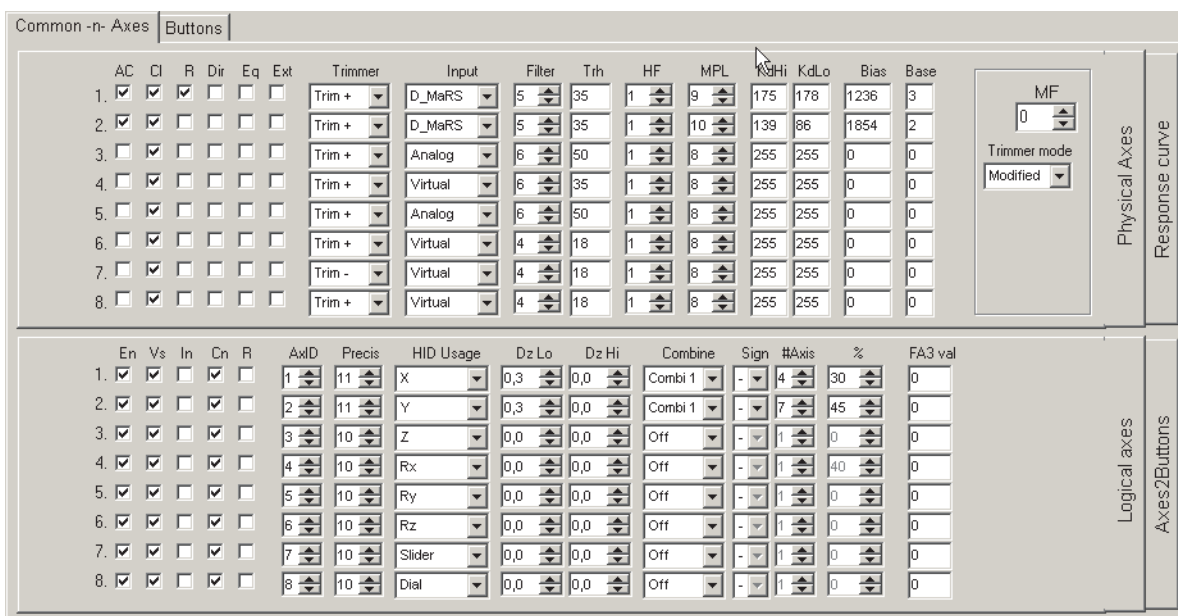 Common -n- Axes Buttons
AC Cl R Dir Eq Ext Trimmer Input Filter Trh HF MPL KdHi KdLo Bias Base
1. Trim + D_MaRS 5 35 1 9 175 178 1236 3
2. Trim + D_MaRS 5 35 1 10 139 86 1854 2
3. Trim + Analog 6 50 1 8 255 255 0 0
4. Trim + Virtual 6 35 1 8 255 255 0 0
5. Trim + Analog 6 50 1 8 255 255 0 0
6. Trim + Virtual 4 18 1 8 255 255 0 0
7. Trim - Virtual 4 18 1 8 255 255 0 0
8. Trim + Virtual 4 18 1 8 255 255 0 0
MF
0
Trimmer mode
Modified
Physical Axes
Response curve
En Vs In Cn R AxID Precis HID Usage Dz Lo Dz Hi Combine Sign #Axis % FA3 val
1. 1 11 X 0,3 0,0 Combi 1 - 4 30 0
2. 2 11 Y 0,3 0,0 Combi 1 - 7 45 0
3. 3 10 Z 0,0 0,0 Off - 1 0 0
4. 4 10 Rx 0,0 0,0 Off - 1 40 0
5. 5 10 Ry 0,0 0,0 Off - 1 0 0
6. 6 10 Rz 0,0 0,0 Off - 1 0 0
7. 7 10 Slider 0,0 0,0 Off - 1 0 0
8. 8 10 Dial 0,0 0,0 Off - 1 0 0
Logical axes
Axes2Buttons